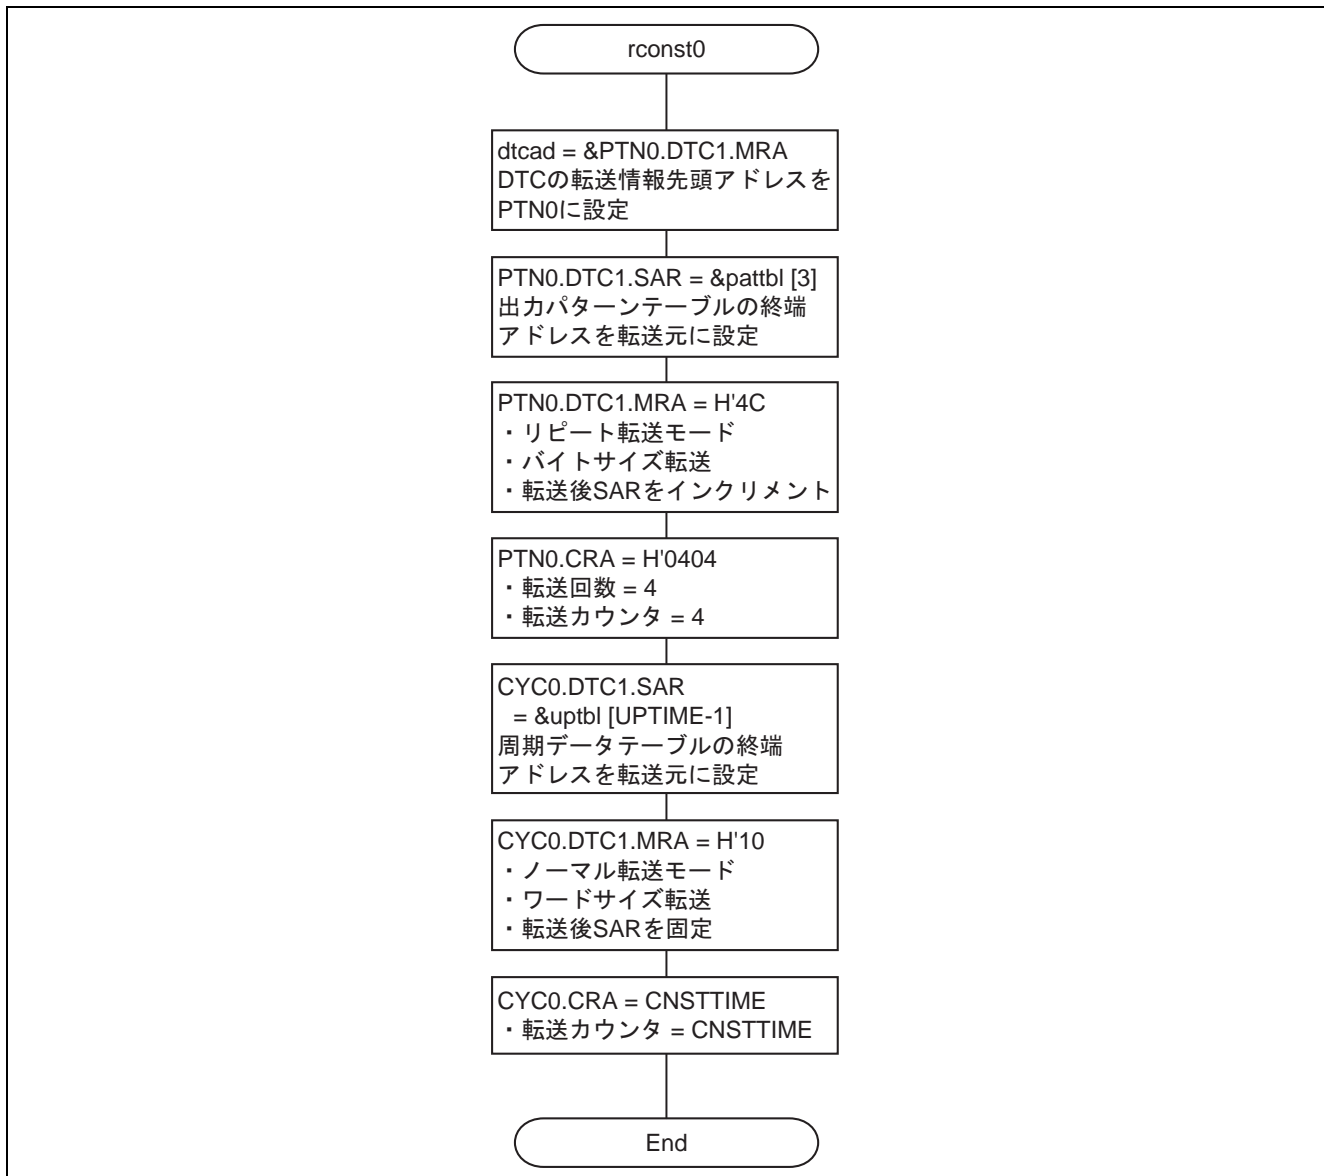 rconst0
dtcad = &PTN0.DTC1.MRA
DTCの転送情報先頭アドレスを
PTN0に設定
PTN0.DTC1.SAR = &pattbl [3]
出力パターンテーブルの終端
アドレスを転送元に設定
PTN0.DTC1.MRA = H'4C
・リピート転送モード
・バイトサイズ転送
・転送後SARをインクリメント
PTN0.CRA = H'0404
・転送回数 = 4
・転送カウンタ = 4
CYC0.DTC1.SAR
= &uptbl [UPTIME-1]
周期データテーブルの終端
アドレスを転送元に設定
CYC0.DTC1.MRA = H'10
・ノーマル転送モード
・ワードサイズ転送
・転送後SARを固定
CYC0.CRA = CNSTTIME
・転送カウンタ = CNSTTIME
End